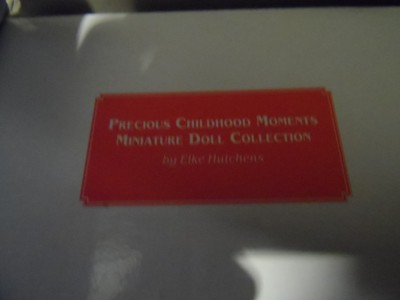 Precious Childhood Moments
Miniature Doll Collection
by Elke Hutchens